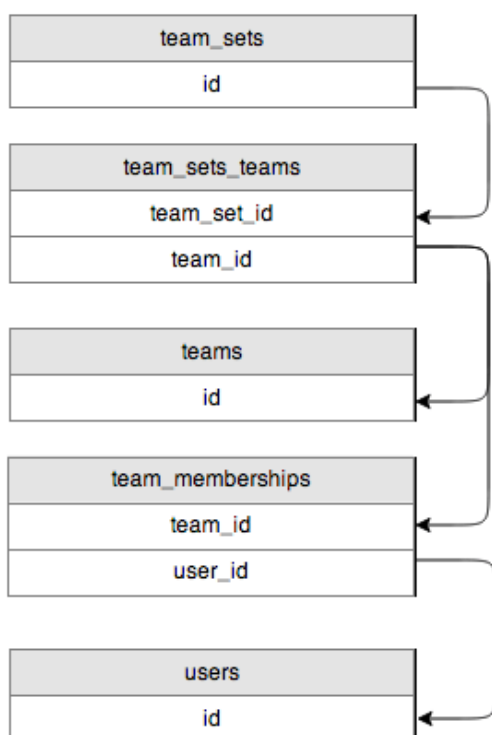 team_sets
id
team_sets_teams
team_set_id
team_id
teams
id
team_memberships
team_id
user_id
users
id